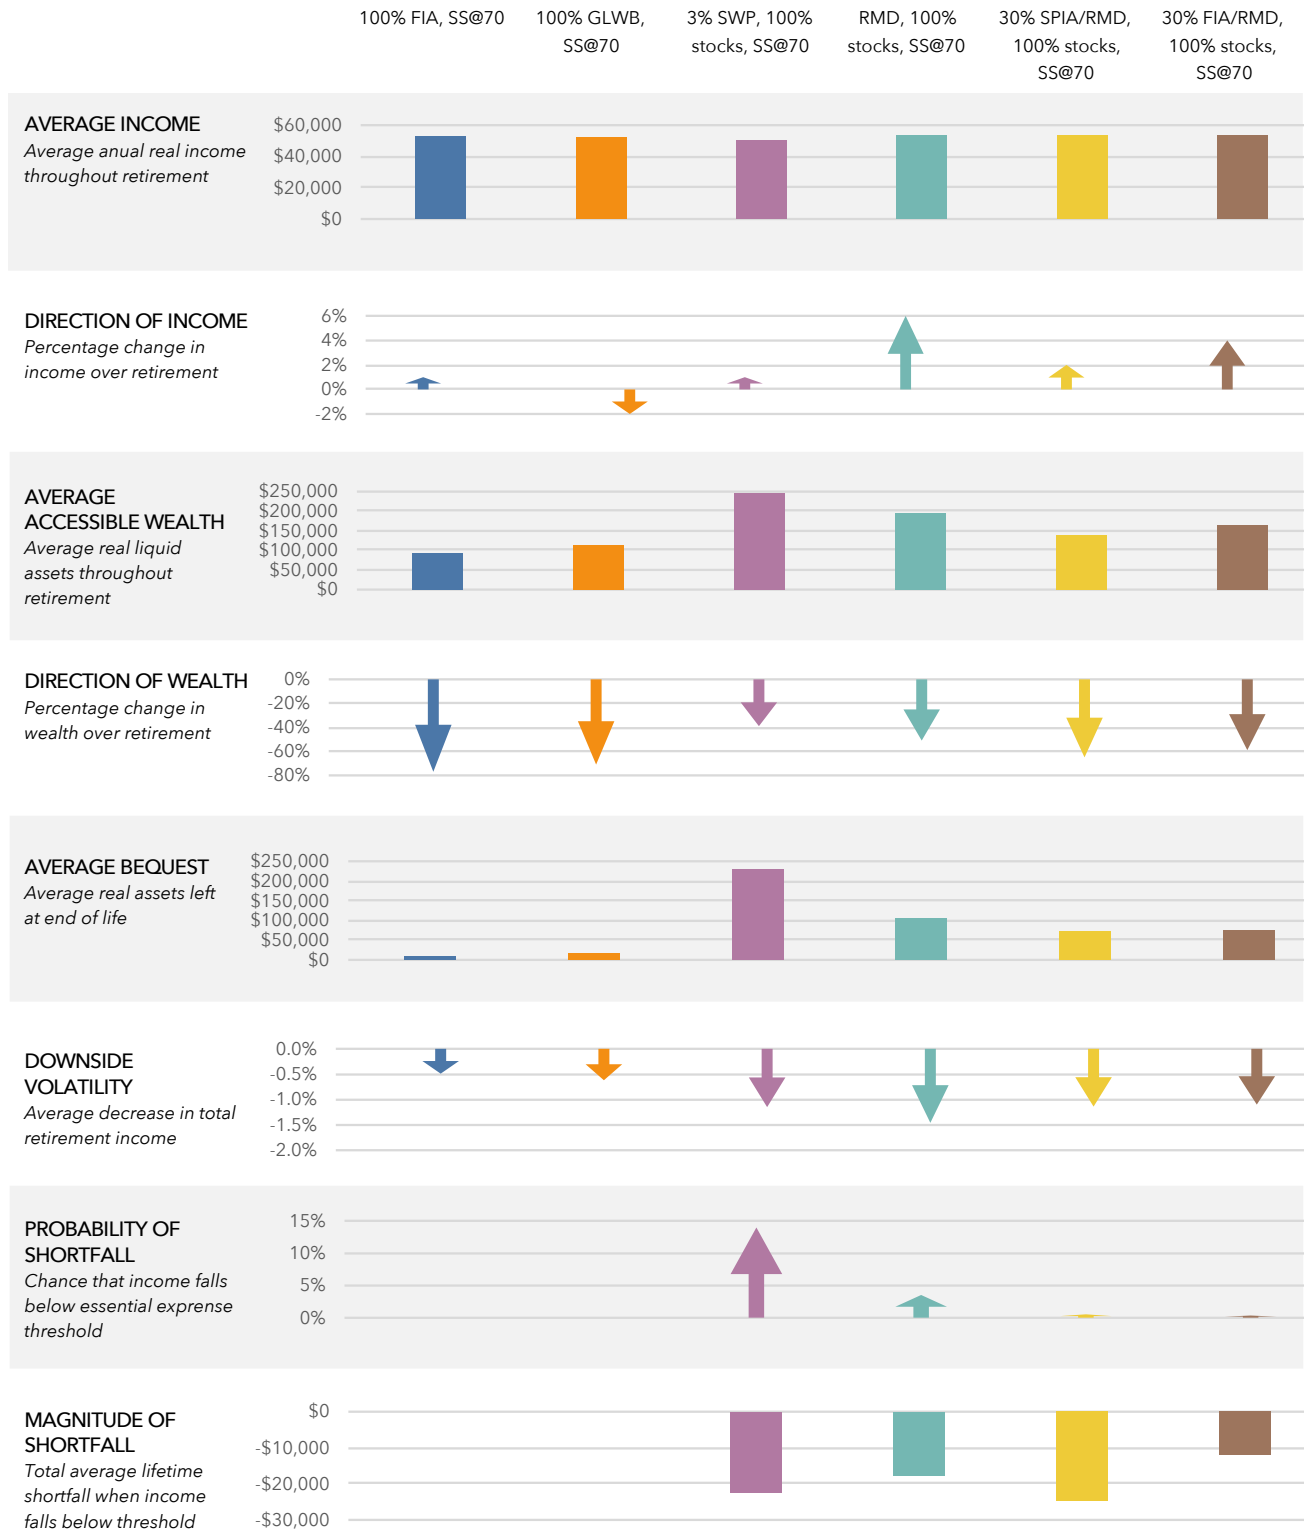 100% FIA, SS@70
100% GLWB,
SS@70
3% SWP, 100%
stocks, SS@70
RMD, 100%
stocks, SS@70
30% SPIA/RMD,
100% stocks,
SS@70
30% FIA/RMD,
100% stocks,
SS@70
AVERAGE INCOME
Average anual real income
throughout retirement
$60,000
$40,000
$20,000
$0
DIRECTION OF INCOME
Percentage change in
income over retirement
6%
4%
2%
0%
-2%
AVERAGE
ACCESSIBLE WEALTH
Average real liquid
assets throughout
retirement
$250,000
$200,000
$150,000
$100,000
$50,000
$0
DIRECTION OF WEALTH
Percentage change in
wealth over retirement
0%
-20%
-40%
-60%
-80%
AVERAGE BEQUEST
Average real assets left
at end of life
$250,000
$200,000
$150,000
$100,000
$50,000
$0
DOWNSIDE
VOLATILITY
Average decrease in total
retirement income
0.0%
-0.5%
-1.0%
-1.5%
-2.0%
PROBABILITY OF
SHORTFALL
Chance that income falls
below essential exprense
threshold
15%
10%
5%
0%
MAGNITUDE OF
SHORTFALL
Total average lifetime
shortfall when income
falls below threshold
$0
-$10,000
-$20,000
-$30,000